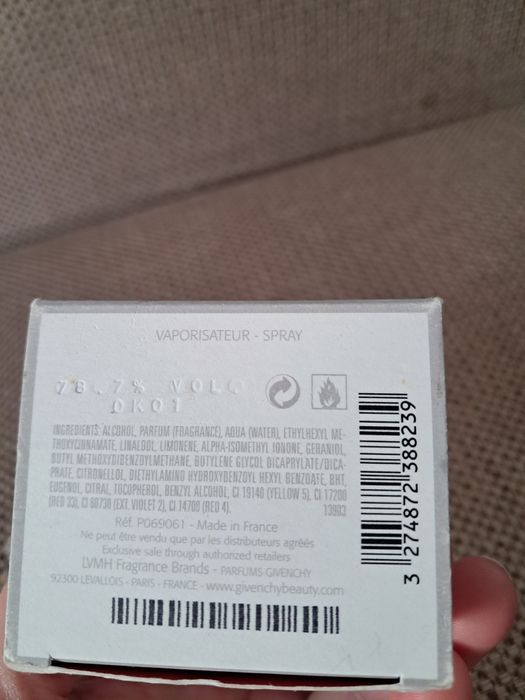 VAPORISATEUR - SPRAY
78.7% VOL.
0K01
INGREDIENTS: ALCOHOL, PARFUM (FRAGRANCE), AQUA (WATER), ETHYLHEXYL ME-
THOXYCINNAMATE, LINALOOL, LIMONENE, ALPHA-ISOMETHYL IONONE, GERANIOL,
BUTYL METHOXYDIBENZOYLMETHANE, BUTYLENE GLYCOL DICAPRYLATE/DICA-
PRATE, CITRONELLOL, DIETHYLAMINO HYDROXYBENZOYL HEXYL BENZOATE, BHT,
EUGENOL, CITRAL, TOCOPHEROL, BENZYL ALCOHOL, CI 19140 (YELLOW 5), CI 17200
(RED 33), CI 60730 (EXT. VIOLET 2), CI 14700 (RED 4). 13903
Réf. P069061 - Made in France
Ne peut être vendu que par les distributeurs agréés
Exclusive sale through authorized retailers
LVMH Fragrance Brands - PARFUMS GIVENCHY
92300 LEVALLOIS - PARIS - FRANCE - www.givenchybeauty.com
3 274872 388239